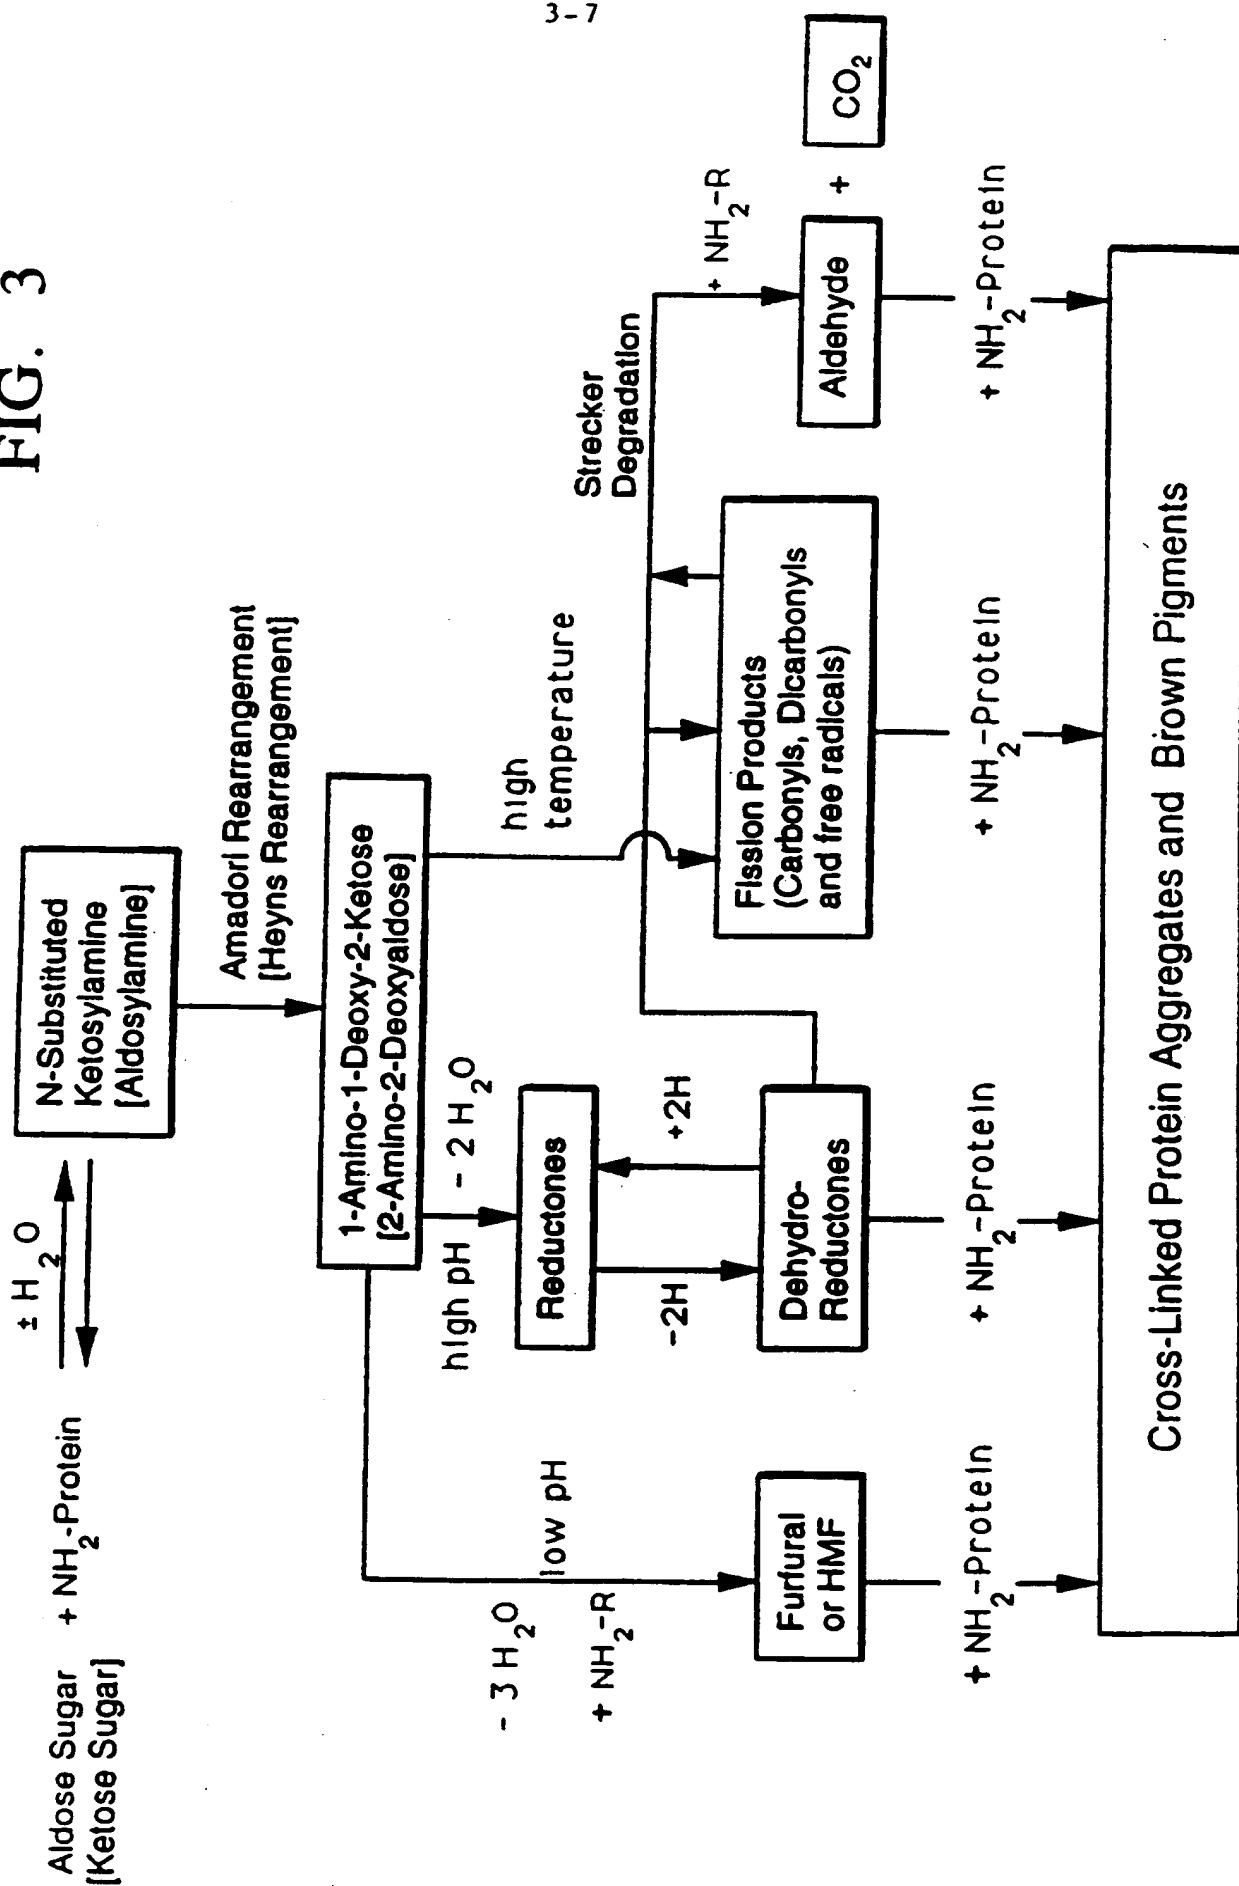 3-7
FIG. 3
Aldose Sugar
[Ketose Sugar]
+ NH2-Protein
± H2O
N-Substituted
Ketosylamine
[Aldosylamine]
Amadori Rearrangement
[Heyns Rearrangement]
1-Amino-1-Deoxy-2-Ketose
[2-Amino-2-Deoxyaldose]
- 3 H2O
+ NH2-R
low pH
high pH
- 2 H2O
high
temperature
Reductones
-2H
+2H
Strecker
Degradation
+ NH2-R
Furfural
or HMF
Dehydro-
Reductones
Fission Products
(Carbonyls, Dicarbonyls
and free radicals)
Aldehyde
+
CO2
+ NH2-Protein
+ NH2-Protein
+ NH2-Protein
+ NH2-Protein
Cross-Linked Protein Aggregates and Brown Pigments